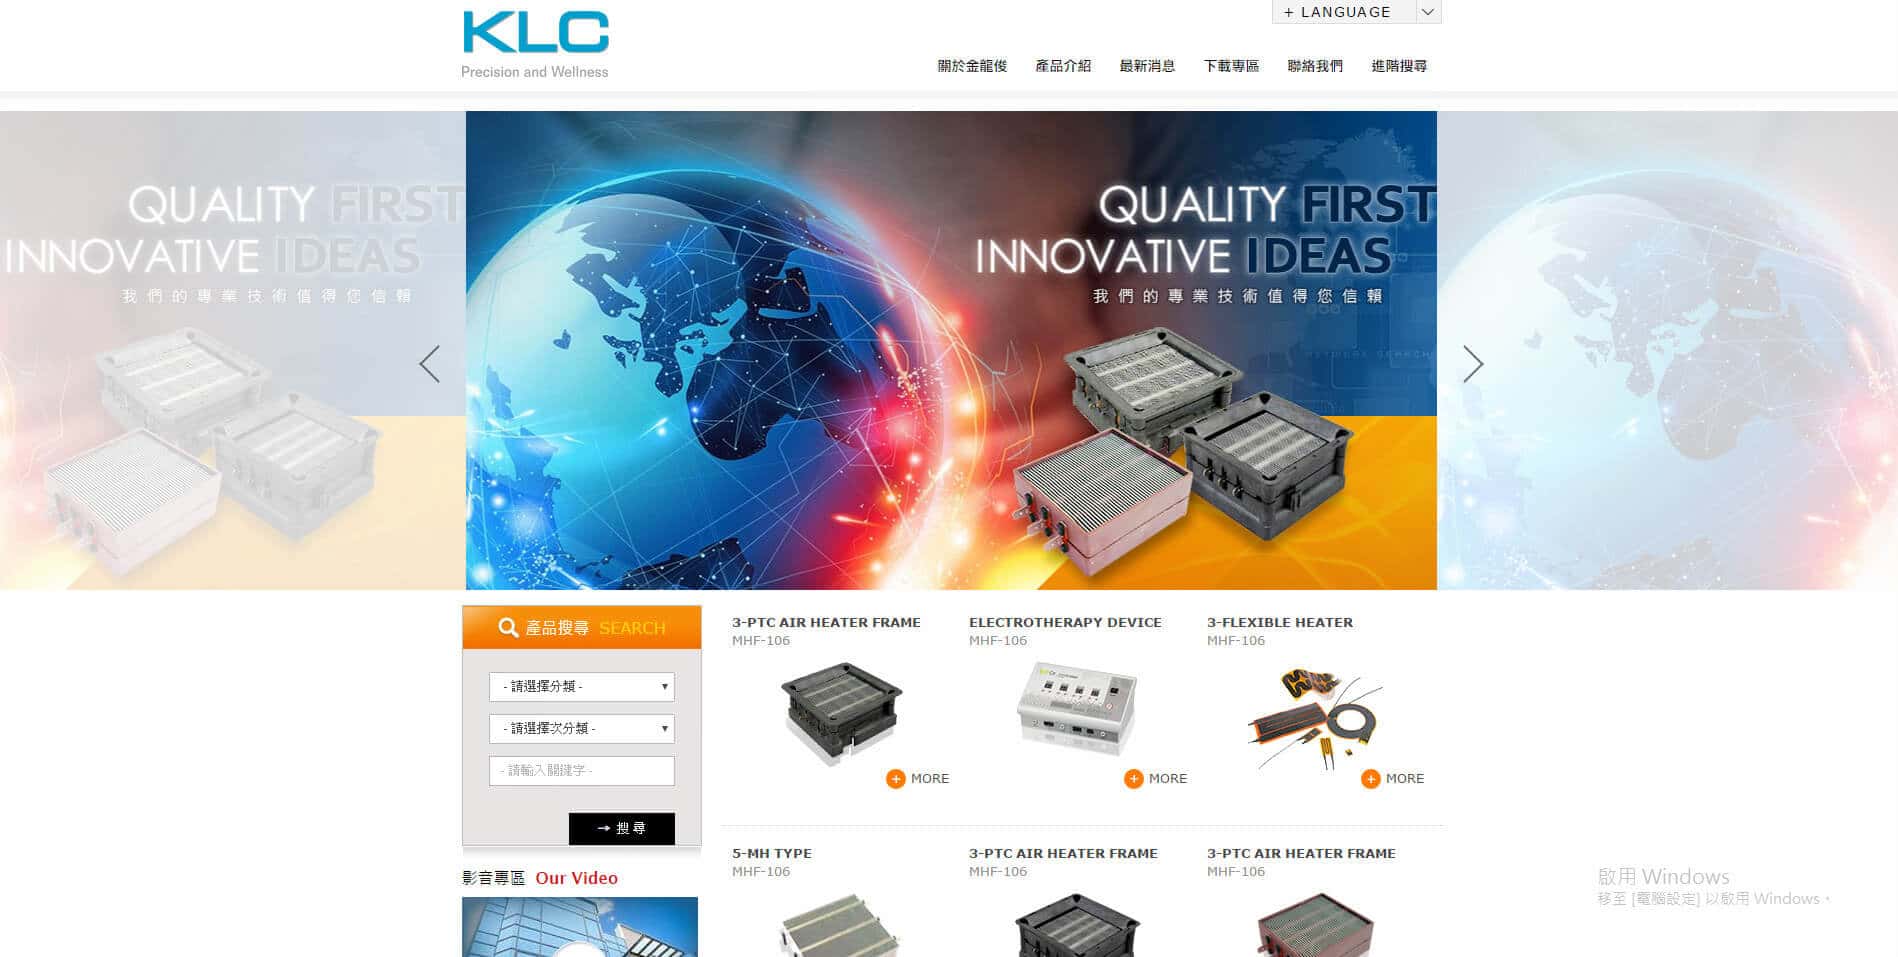 KLC
Precision and Wellness
+ LANGUAGE
關於金龍俊 產品介紹 最新消息 下載專區 聯絡我們 進階搜尋
QUALITY FIRST
INNOVATIVE IDEAS
我們的專業技術值得您信賴
QUALITY FIRST
INNOVATIVE IDEAS
我們的專業技術值得您信賴
NETWORK SEARCH
產品搜尋 SEARCH
- 請選擇分類 -
- 請選擇次分類 -
- 請輸入關鍵字 -
→ 搜尋
影音專區 Our Video
3-PTC AIR HEATER FRAME
MHF-106
+ MORE
ELECTROTHERAPY DEVICE
MHF-106
+ MORE
3-FLEXIBLE HEATER
MHF-106
+ MORE
5-MH TYPE
MHF-106
3-PTC AIR HEATER FRAME
MHF-106
3-PTC AIR HEATER FRAME
MHF-106
啟用 Windows
移至 [電腦設定] 以啟用 Windows。